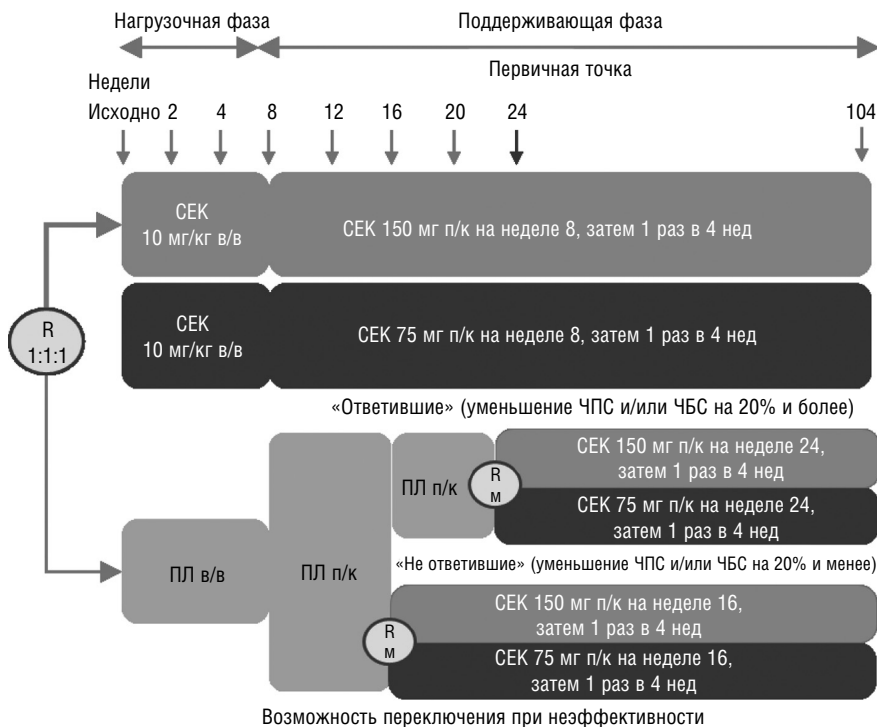 Нагрузочная фаза
Поддерживающая фаза
Первичная точка
Недели
Исходно 2 4 8 12 16 20 24 104
СЕК
10 мг/кг в/в
СЕК 150 мг п/к на неделе 8, затем 1 раз в 4 нед
R
1:1:1
СЕК
10 мг/кг в/в
СЕК 75 мг п/к на неделе 8, затем 1 раз в 4 нед
«Ответившие» (уменьшение ЧПС и/или ЧБС на 20% и более)
ПЛ п/к
R
м
СЕК 150 мг п/к на неделе 24,
затем 1 раз в 4 нед
СЕК 75 мг п/к на неделе 24,
затем 1 раз в 4 нед
«Не ответившие» (уменьшение ЧПС и/или ЧБС на 20% и менее)
ПЛ в/в
ПЛ п/к
R
м
СЕК 150 мг п/к на неделе 16,
затем 1 раз в 4 нед
СЕК 75 мг п/к на неделе 16,
затем 1 раз в 4 нед
Возможность переключения при неэффективности